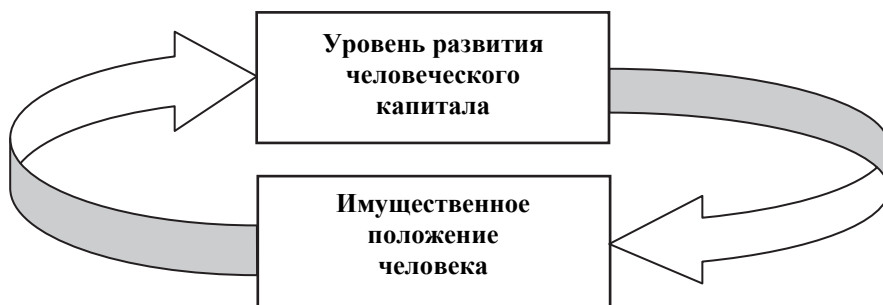 Уровень развития
человеческого
капитала
Имущественное
положение
человека